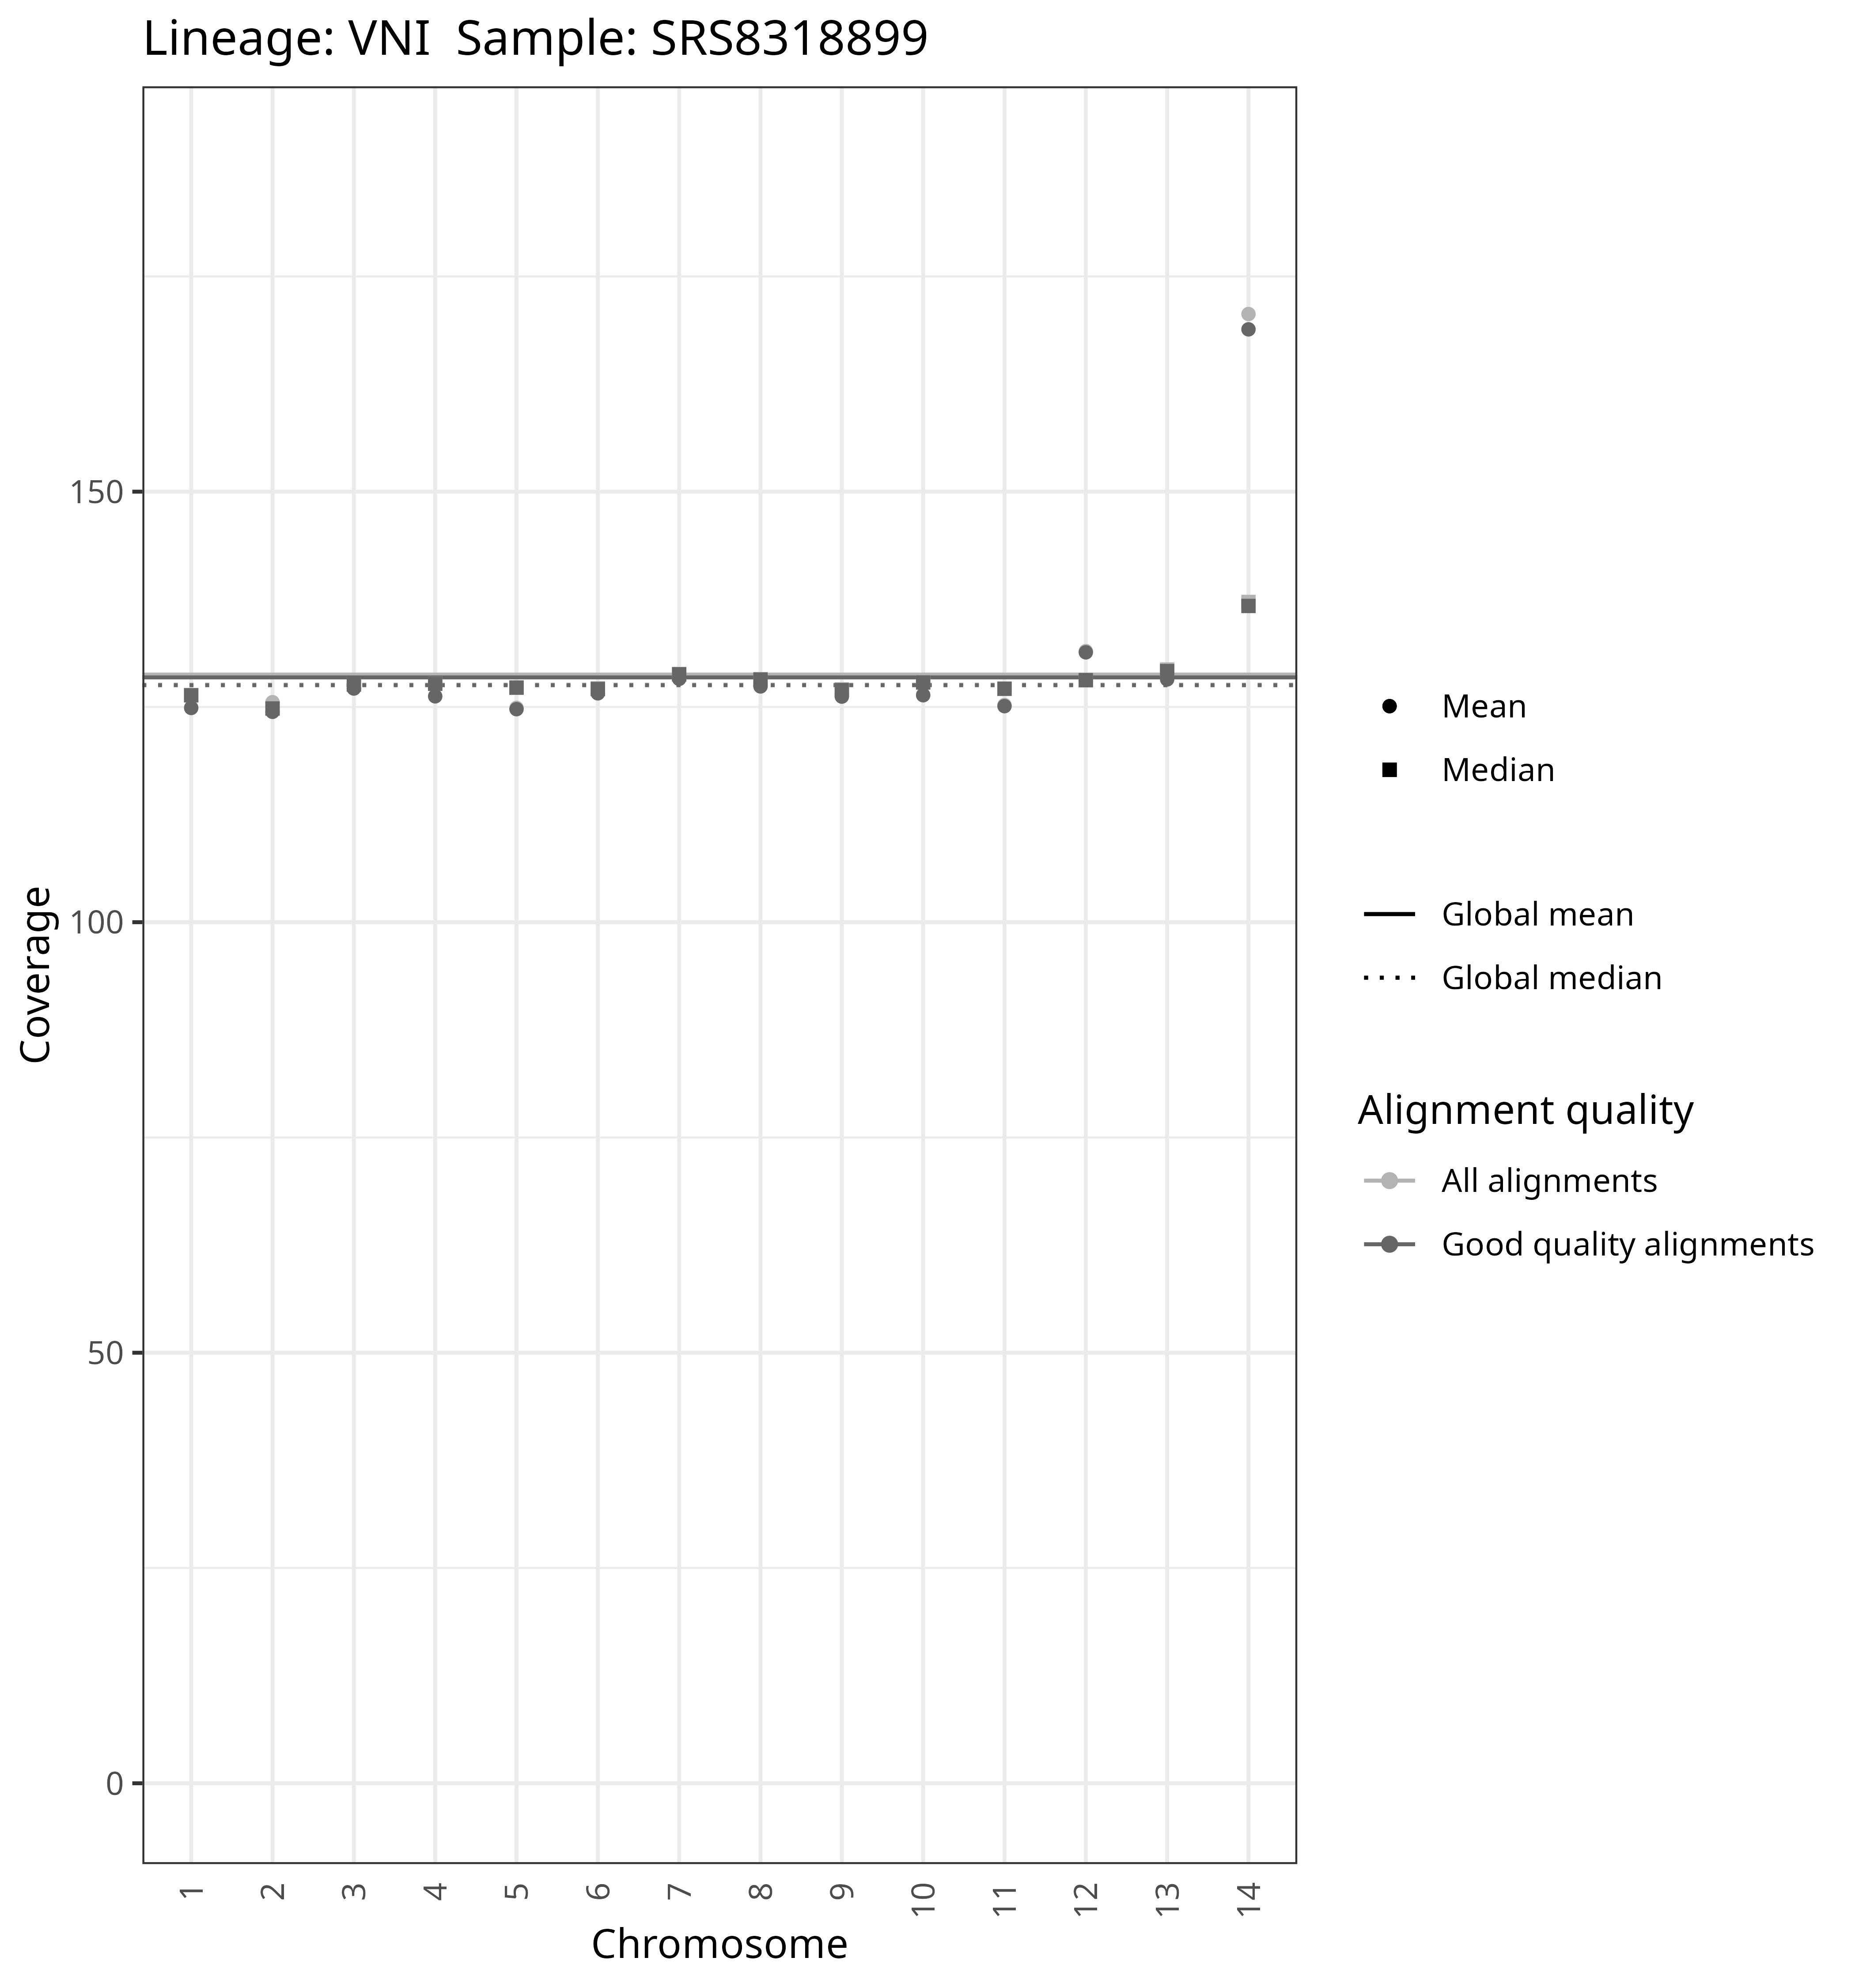 Lineage: VNI  Sample: SRS8318899
150
100
50
0
Coverage
1 2 3 4 5 6 7 8 9 10 11 12 13 14
Chromosome
Mean
Median
Global mean
Global median
Alignment quality
All alignments
Good quality alignments